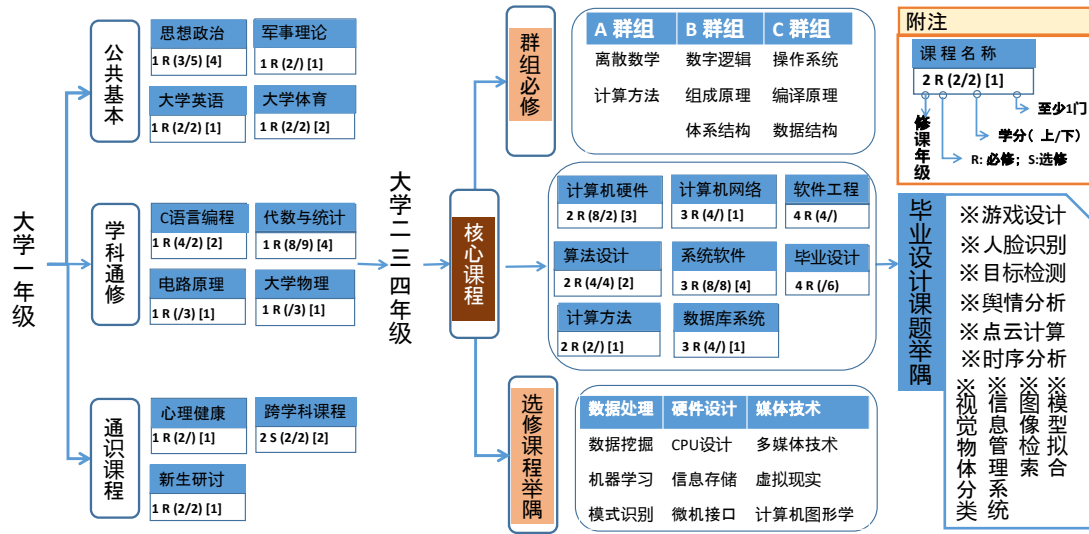 大学一年级
公共基本
思想政治
1 R (3/5) [4]
军事理论
1 R (2/) [1]
大学英语
1 R (2/2) [1]
大学体育
1 R (2/2) [2]
学科通修
C语言编程
1 R (4/2) [2]
代数与统计
1 R (8/9) [4]
电路原理
1 R (/3) [1]
大学物理
1 R (/3) [1]
通识课程
心理健康
1 R (2/) [1]
跨学科课程
2 S (2/2) [2]
新生研讨
1 R (2/2) [1]
大学二三四年级
群组必修
A 群组 B 群组 C 群组
离散数学 数字逻辑 操作系统
计算方法 组成原理 编译原理
体系结构 数据结构
核心课程
计算机硬件
2 R (8/2) [3]
计算机网络
3 R (4/) [1]
软件工程
4 R (4/)
算法设计
2 R (4/4) [2]
系统软件
3 R (8/8) [4]
毕业设计
4 R (/6)
计算方法
2 R (2/) [1]
数据库系统
3 R (4/) [1]
选修课程举隅
数据处理 硬件设计 媒体技术
数据挖掘 CPU设计 多媒体技术
机器学习 信息存储 虚拟现实
模式识别 微机接口 计算机图形学
附注
课程名称
2 R (2/2) [1]
至少1门
学分( 上/下)
R: 必修; S:选修
修课年级
毕业设计课题举隅
※游戏设计
※人脸识别
※目标检测
※舆情分析
※点云计算
※时序分析
※视觉物体分类
※信息管理系统
※图像检索
※模型拟合